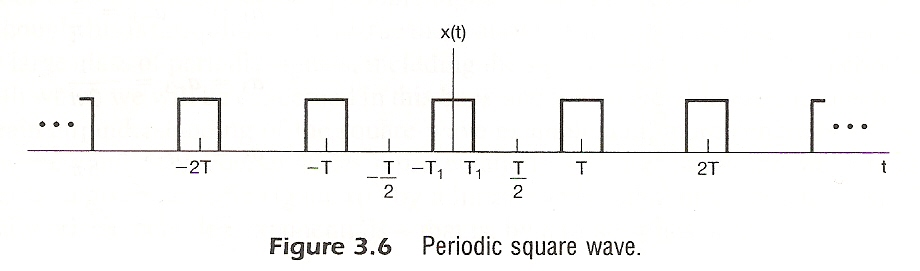 x(t)
... ...
−2T −T −T/2 −T₁ T₁ T/2 T 2T t
Figure 3.6 Periodic square wave.